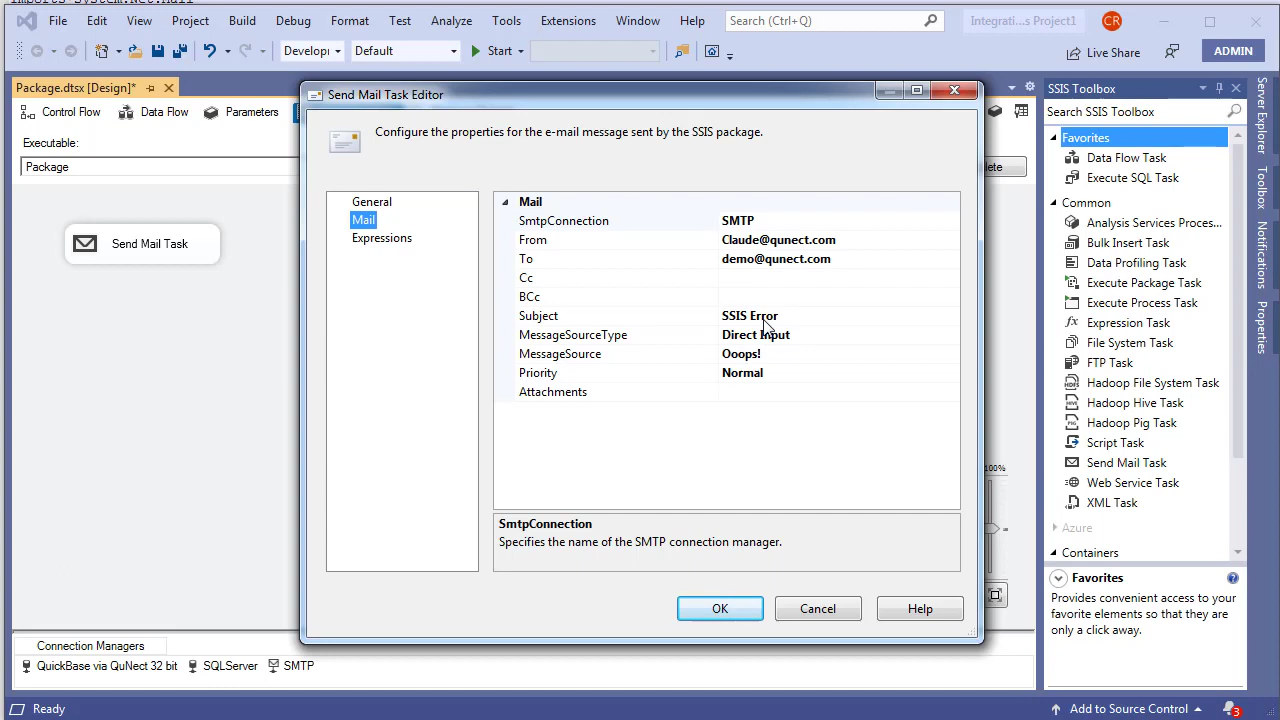 Imports System.Net.Mail
File Edit View Project Build Debug Format Test Analyze Tools Extensions Window Help Search (Ctrl+Q) Integration...s Project1 CR
Develop Default Start Live Share ADMIN
Package.dtsx [Design]*
Control Flow Data Flow Parameters
Executable:
Package
lete
Send Mail Task
Send Mail Task Editor
Configure the properties for the e-mail message sent by the SSIS package.
General
Mail
Expressions
Mail
SmtpConnection SMTP
From Claude@qunect.com
To demo@qunect.com
Cc
BCc
Subject SSIS Error
MessageSourceType Direct Input
MessageSource Ooops!
Priority Normal
Attachments
SmtpConnection
Specifies the name of the SMTP connection manager.
OK Cancel Help
100%
Connection Managers
QuickBase via QuNect 32 bit SQLServer SMTP
SSIS Toolbox
Search SSIS Toolbox
Favorites
Data Flow Task
Execute SQL Task
Common
Analysis Services Proces...
Bulk Insert Task
Data Profiling Task
Execute Package Task
Execute Process Task
Expression Task
File System Task
FTP Task
Hadoop File System Task
Hadoop Hive Task
Hadoop Pig Task
Script Task
Send Mail Task
Web Service Task
XML Task
Azure
Containers
Favorites
Provides convenient access to your
favorite elements so that they are
only a click away.
Server Explorer
Toolbox
Properties
Ready Add to Source Control 3